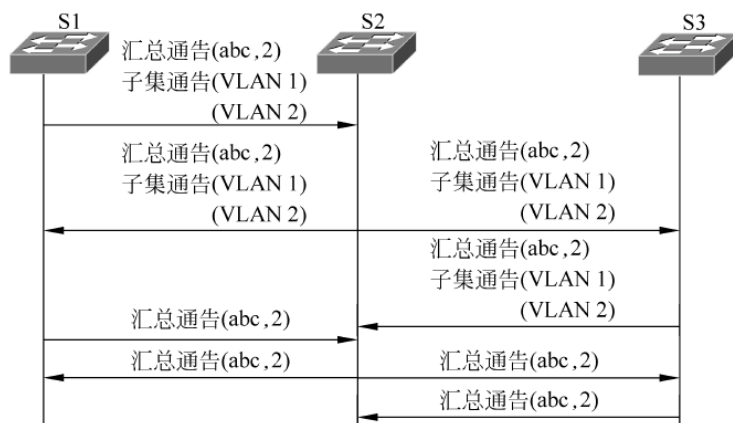 S1
S2
S3
汇总通告(abc,2)
子集通告(VLAN 1)
(VLAN 2)
汇总通告(abc,2)
子集通告(VLAN 1)
(VLAN 2)
汇总通告(abc,2)
子集通告(VLAN 1)
(VLAN 2)
汇总通告(abc,2)
子集通告(VLAN 1)
(VLAN 2)
汇总通告(abc,2)
汇总通告(abc,2)
汇总通告(abc,2)
汇总通告(abc,2)